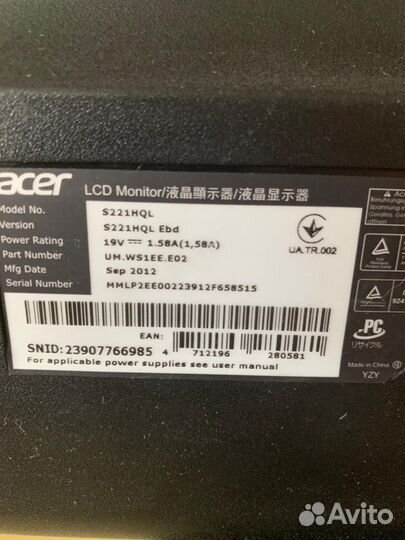 acer LCD Monitor/液晶顯示器/液晶显示器
Model No. S221HQL
Version S221HQL Ebd
Power Rating 19V 1.58A(1,58A)
Part Number UM.WS1EE.E02
Mfg Date Sep 2012
Serial Number MMLP2EE00223912F658515
UA.TR.002
EAN:
SNID:23907766985 4 712196 280581
For applicable power supplies see user manual
PC
リサイクル
Made in China
YZY
Avito